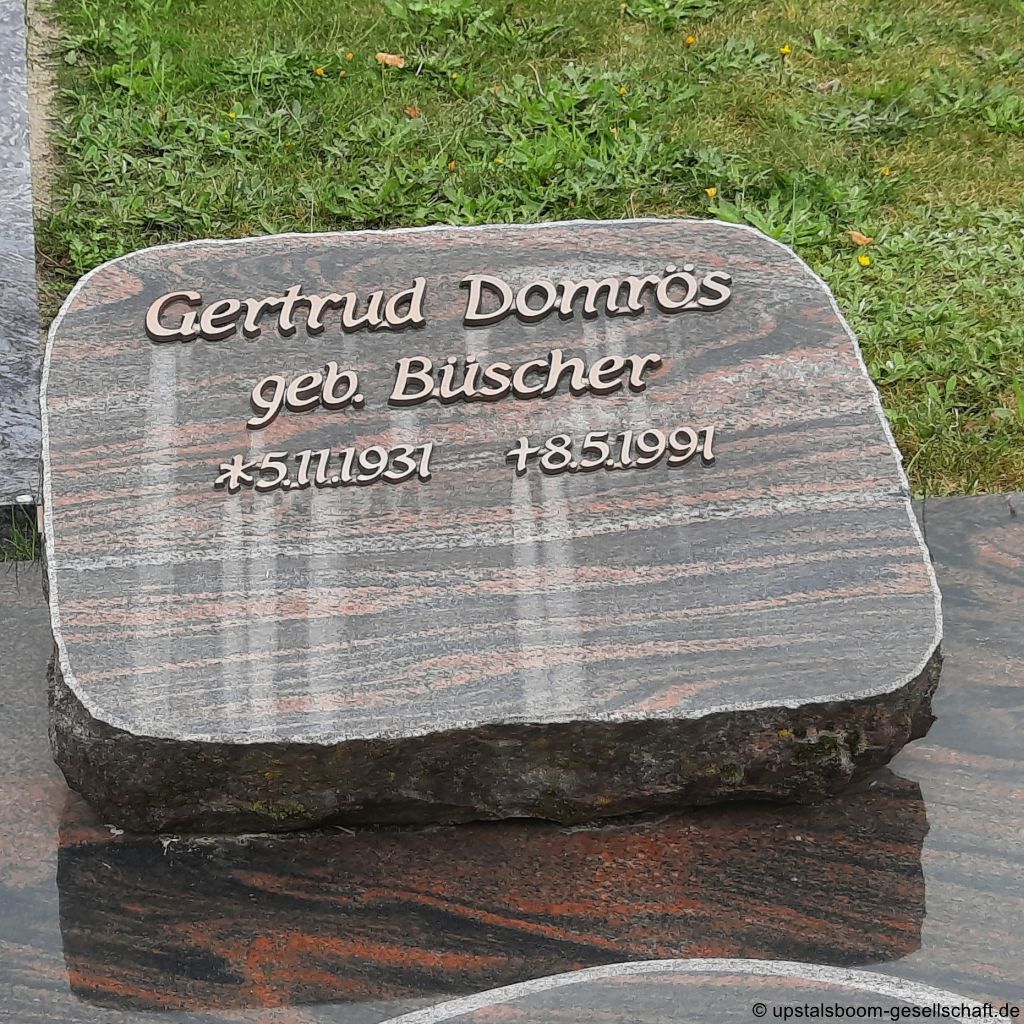 Gertrud Domrös
geb. Büscher
*5.11.1931 †8.5.1991
© upstalsboom-gesellschaft.de